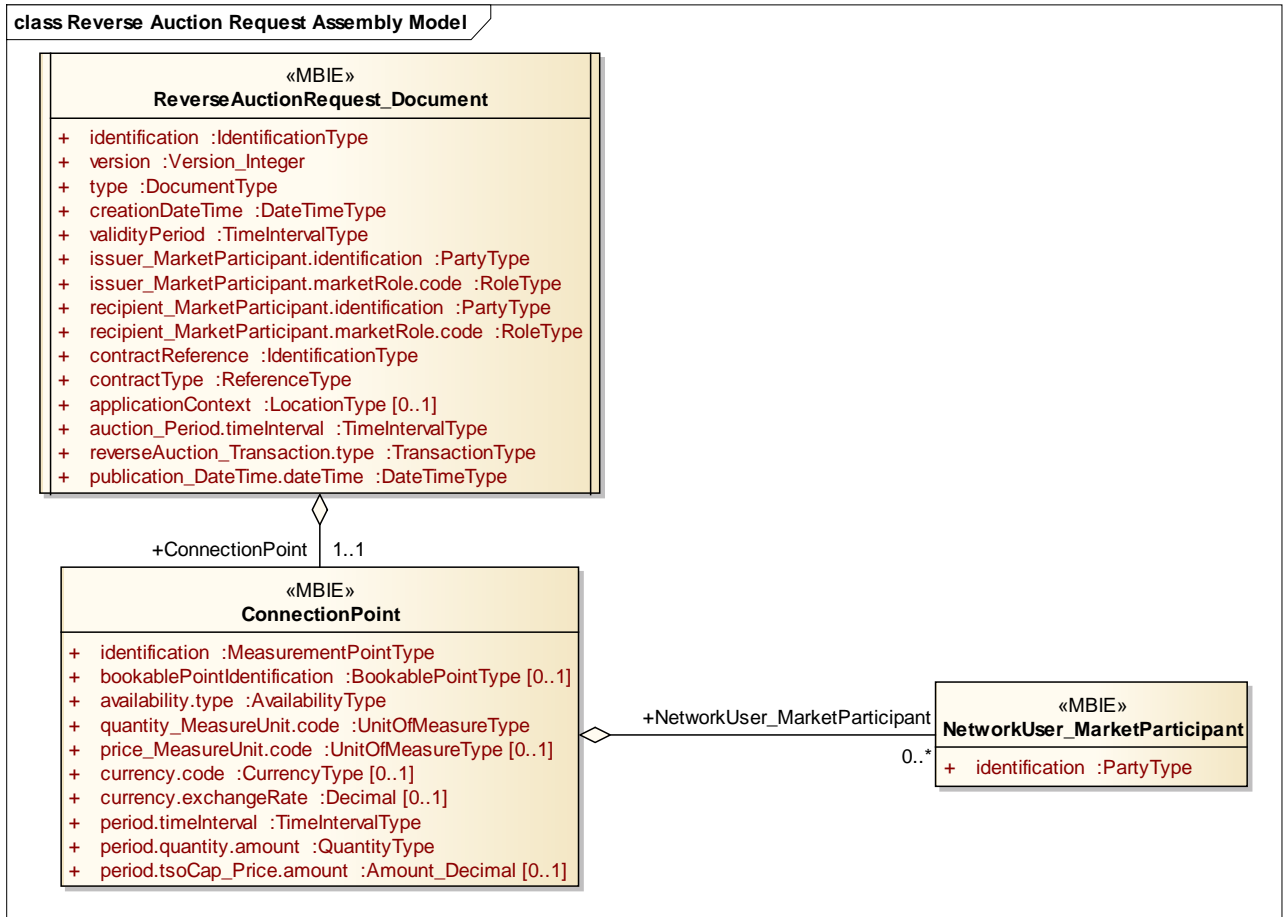 class Reverse Auction Request Assembly Model
«MBIE»
ReverseAuctionRequest_Document
+ identification :IdentificationType
+ version :Version_Integer
+ type :DocumentType
+ creationDateTime :DateTimeType
+ validityPeriod :TimeIntervalType
+ issuer_MarketParticipant.identification :PartyType
+ issuer_MarketParticipant.marketRole.code :RoleType
+ recipient_MarketParticipant.identification :PartyType
+ recipient_MarketParticipant.marketRole.code :RoleType
+ contractReference :IdentificationType
+ contractType :ReferenceType
+ applicationContext :LocationType [0..1]
+ auction_Period.timeInterval :TimeIntervalType
+ reverseAuction_Transaction.type :TransactionType
+ publication_DateTime.dateTime :DateTimeType
+ConnectionPoint 1..1
«MBIE»
ConnectionPoint
+ identification :MeasurementPointType
+ bookablePointIdentification :BookablePointType [0..1]
+ availability.type :AvailabilityType
+ quantity_MeasureUnit.code :UnitOfMeasureType
+ price_MeasureUnit.code :UnitOfMeasureType [0..1]
+ currency.code :CurrencyType [0..1]
+ currency.exchangeRate :Decimal [0..1]
+ period.timeInterval :TimeIntervalType
+ period.quantity.amount :QuantityType
+ period.tsoCap_Price.amount :Amount_Decimal [0..1]
+NetworkUser_MarketParticipant
0..*
«MBIE»
NetworkUser_MarketParticipant
+ identification :PartyType